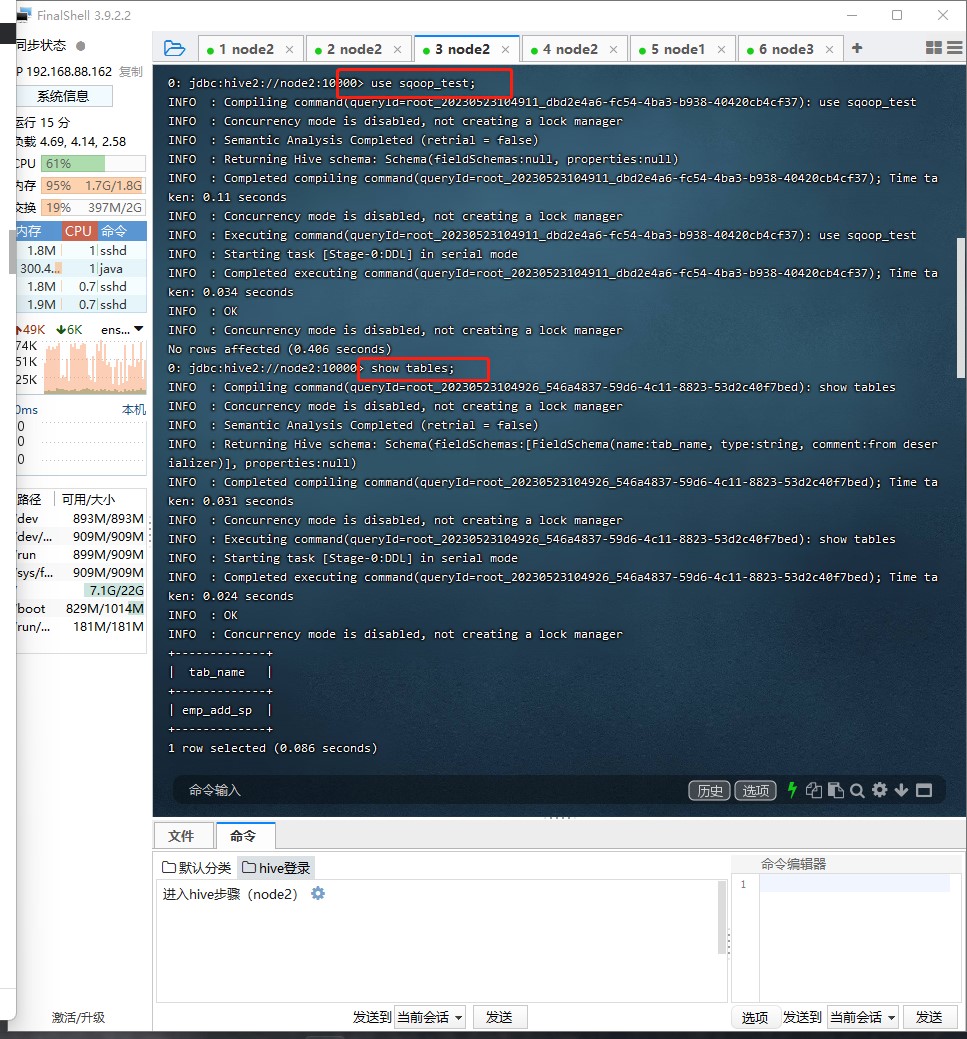 FinalShell 3.9.2.2
同步状态
P 192.168.88.162 复制
系统信息
运行 15 分
负载 4.69, 4.14, 2.58
CPU 61%
内存 95% 1.7G/1.8G
交换 19% 397M/2G
内存 CPU 命令
1.8M 1 sshd
300.4... 1 java
1.8M 0.7 sshd
1.9M 0.7 sshd
49K 6K ens...
74K
51K
25K
0ms 本机
0
0
0
路径 可用/大小
/dev 893M/893M
/dev/... 909M/909M
/run 899M/909M
/sys/f... 909M/909M
/ 7.1G/22G
/boot 829M/1014M
/run/... 181M/181M
激活/升级
1 node2 × 2 node2 × 3 node2 × 4 node2 × 5 node1 × 6 node3 × +
0: jdbc:hive2://node2:10000> use sqoop_test;
INFO  : Compiling command(queryId=root_20230523104911_dbd2e4a6-fc54-4ba3-b938-40420cb4cf37): use sqoop_test
INFO  : Concurrency mode is disabled, not creating a lock manager
INFO  : Semantic Analysis Completed (retrial = false)
INFO  : Returning Hive schema: Schema(fieldSchemas:null, properties:null)
INFO  : Completed compiling command(queryId=root_20230523104911_dbd2e4a6-fc54-4ba3-b938-40420cb4cf37); Time ta
ken: 0.11 seconds
INFO  : Concurrency mode is disabled, not creating a lock manager
INFO  : Executing command(queryId=root_20230523104911_dbd2e4a6-fc54-4ba3-b938-40420cb4cf37): use sqoop_test
INFO  : Starting task [Stage-0:DDL] in serial mode
INFO  : Completed executing command(queryId=root_20230523104911_dbd2e4a6-fc54-4ba3-b938-40420cb4cf37); Time ta
ken: 0.034 seconds
INFO  : OK
INFO  : Concurrency mode is disabled, not creating a lock manager
No rows affected (0.406 seconds)
0: jdbc:hive2://node2:10000> show tables;
INFO  : Compiling command(queryId=root_20230523104926_546a4837-59d6-4c11-8823-53d2c40f7bed): show tables
INFO  : Concurrency mode is disabled, not creating a lock manager
INFO  : Semantic Analysis Completed (retrial = false)
INFO  : Returning Hive schema: Schema(fieldSchemas:[FieldSchema(name:tab_name, type:string, comment:from deser
ializer)], properties:null)
INFO  : Completed compiling command(queryId=root_20230523104926_546a4837-59d6-4c11-8823-53d2c40f7bed); Time ta
ken: 0.031 seconds
INFO  : Concurrency mode is disabled, not creating a lock manager
INFO  : Executing command(queryId=root_20230523104926_546a4837-59d6-4c11-8823-53d2c40f7bed): show tables
INFO  : Starting task [Stage-0:DDL] in serial mode
INFO  : Completed executing command(queryId=root_20230523104926_546a4837-59d6-4c11-8823-53d2c40f7bed); Time ta
ken: 0.024 seconds
INFO  : OK
INFO  : Concurrency mode is disabled, not creating a lock manager
+-------------+
|  tab_name   |
+-------------+
| emp_add_sp  |
+-------------+
1 row selected (0.086 seconds)
命令输入 历史 选项
文件 命令
默认分类 hive登录
进入hive步骤（node2）
命令编辑器
1
发送到 当前会话 发送
选项 发送到 当前会话 发送